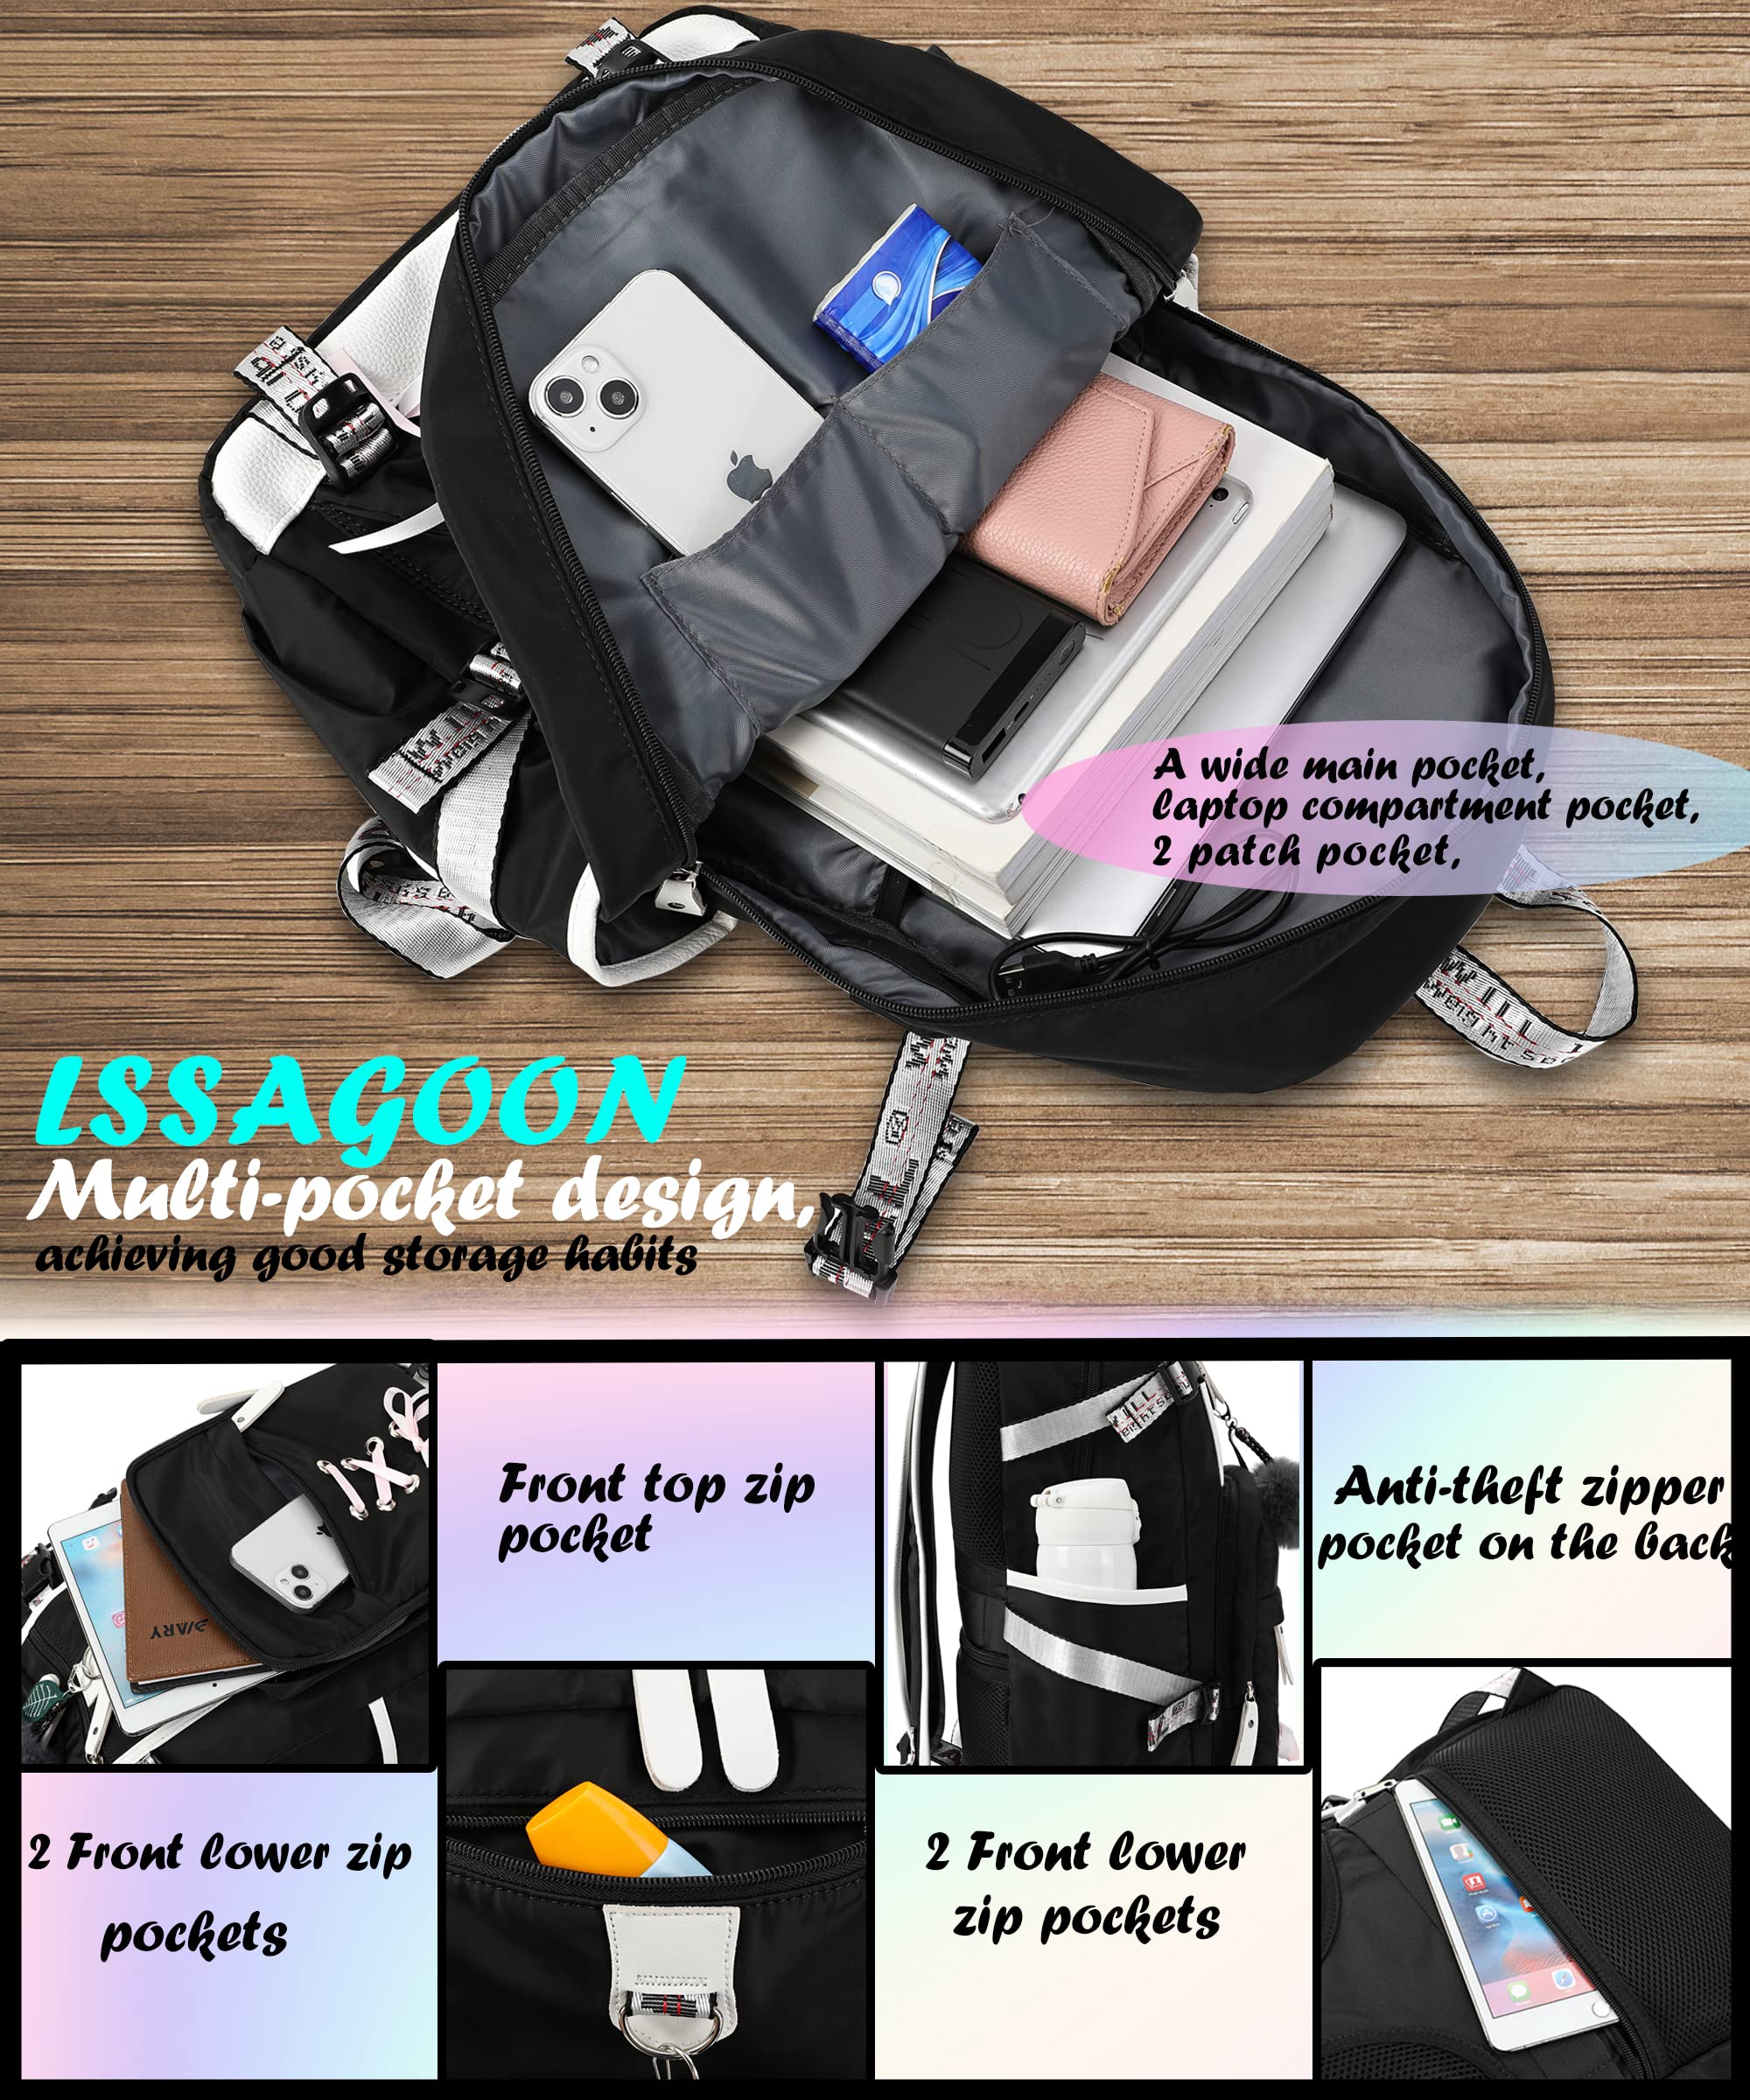 A wide main pocket,
laptop compartment pocket,
2 patch pocket,
LSSAGOON
Multi-pocket design,
achieving good storage habits
Front top zip
pocket
Anti-theft zipper
pocket on the back
DIARY
2 Front lower zip
pockets
2 Front lower
zip pockets